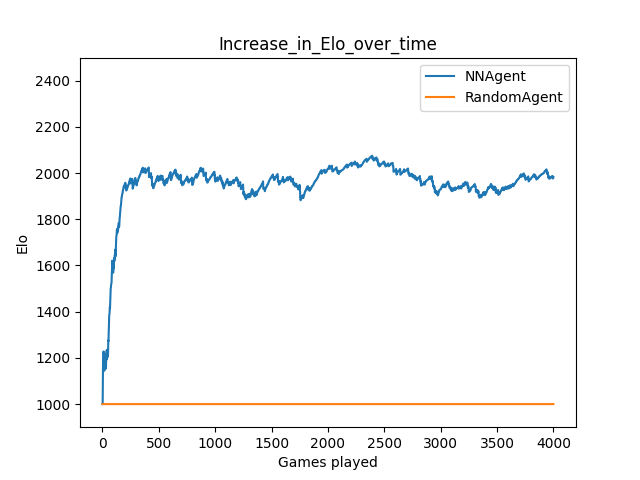 Increase_in_Elo_over_time
NNAgent
RandomAgent
Elo
2400
2200
2000
1800
1600
1400
1200
1000
0 500 1000 1500 2000 2500 3000 3500 4000
Games played